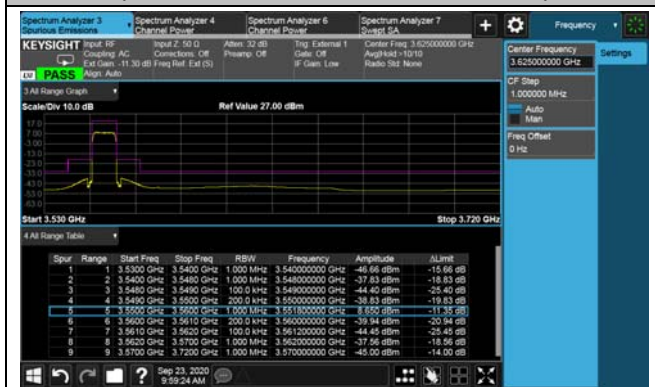 Spectrum Analyzer 3
Spurious Emissions
Spectrum Analyzer 4
Channel Power
Spectrum Analyzer 6
Channel Power
Spectrum Analyzer 7
Swept SA
+
Frequency
KEYSIGHT Input: RF
Coupling: AC
Ext Gain: -11.30 dB
Align: Auto
Input Z: 50 Ω
Corrections: Off
Freq Ref: Ext (S)
Atten: 32 dB
Preamp: Off
Trig: External 1
Gate: Off
IF Gain: Low
Center Freq: 3.625000000 GHz
Avg|Hold:>10/10
Radio Std: None
LXI PASS
Center Frequency
3.625000000 GHz
Settings
CF Step
1.000000 MHz
Auto
Man
Freq Offset
0 Hz
3 All Range Graph
Scale/Div 10.0 dB
Ref Value 27.00 dBm
17.0
7.00
-3.00
-13.0
-23.0
-33.0
-43.0
-53.0
-63.0
Start 3.530 GHz
Stop 3.720 GHz
4 All Range Table
Spur Range Start Freq Stop Freq RBW Frequency Amplitude ΔLimit
1 1 3.5300 GHz 3.5400 GHz 1.000 MHz 3.540000000 GHz -46.66 dBm -15.66 dB
2 2 3.5400 GHz 3.5480 GHz 1.000 MHz 3.548000000 GHz -37.83 dBm -18.83 dB
3 3 3.5480 GHz 3.5490 GHz 100.0 kHz 3.549000000 GHz -44.40 dBm -25.40 dB
4 4 3.5490 GHz 3.5500 GHz 200.0 kHz 3.550000000 GHz -38.83 dBm -19.83 dB
5 5 3.5500 GHz 3.5600 GHz 1.000 MHz 3.551800000 GHz 8.650 dBm -11.35 dB
6 6 3.5600 GHz 3.5610 GHz 200.0 kHz 3.560000000 GHz -39.94 dBm -20.94 dB
7 7 3.5610 GHz 3.5620 GHz 100.0 kHz 3.561200000 GHz -44.45 dBm -25.45 dB
8 8 3.5620 GHz 3.5700 GHz 1.000 MHz 3.562000000 GHz -37.56 dBm -18.56 dB
9 9 3.5700 GHz 3.7200 GHz 1.000 MHz 3.570000000 GHz -45.00 dBm -14.00 dB
?
Sep 23, 2020
9:59:24 AM